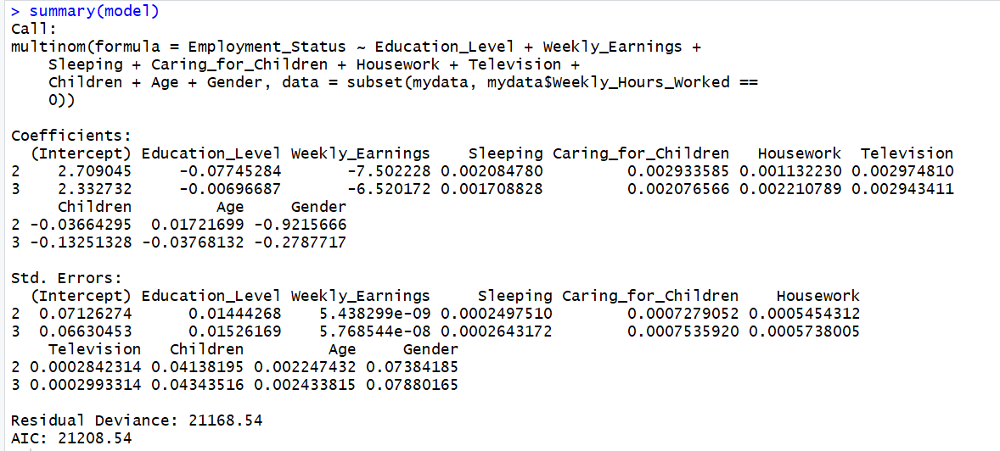 > summary(model)
Call:
multinom(formula = Employment_Status ~ Education_Level + Weekly_Earnings +
    Sleeping + Caring_for_Children + Housework + Television +
    Children + Age + Gender, data = subset(mydata, mydata$Weekly_Hours_Worked ==
    0))

Coefficients:
  (Intercept) Education_Level Weekly_Earnings    Sleeping Caring_for_Children   Housework  Television
2    2.709045     -0.07745284       -7.502228 0.002084780         0.002933585 0.001132230 0.002974810
3    2.332732     -0.00696687       -6.520172 0.001708828         0.002076566 0.002210789 0.002943411
     Children         Age     Gender
2 -0.03664295  0.01721699 -0.9215666
3 -0.13251328 -0.03768132 -0.2787717

Std. Errors:
  (Intercept) Education_Level Weekly_Earnings     Sleeping Caring_for_Children    Housework
2  0.07126274      0.01444268    5.438299e-09 0.0002497510        0.0007279052 0.0005454312
3  0.06630453      0.01526169    5.768544e-08 0.0002643172        0.0007535920 0.0005738005
    Television   Children         Age     Gender
2 0.0002842314 0.04138195 0.002247432 0.07384185
3 0.0002993314 0.04343516 0.002433815 0.07880165

Residual Deviance: 21168.54
AIC: 21208.54